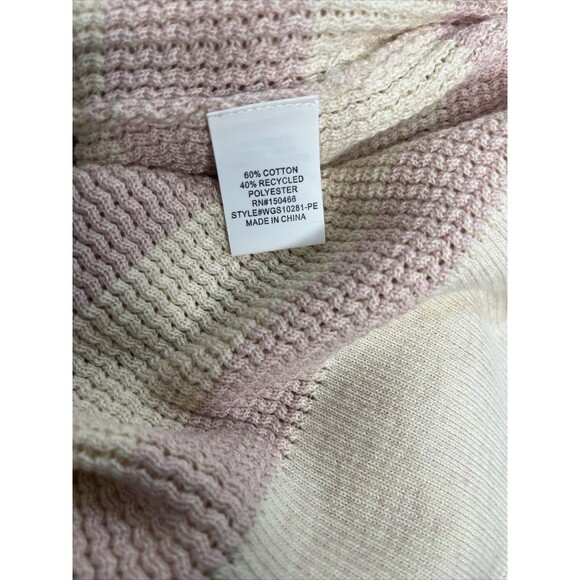 60% COTTON
40% RECYCLED
POLYESTER
RN#150466
STYLE#WGS10281-PE
MADE IN CHINA